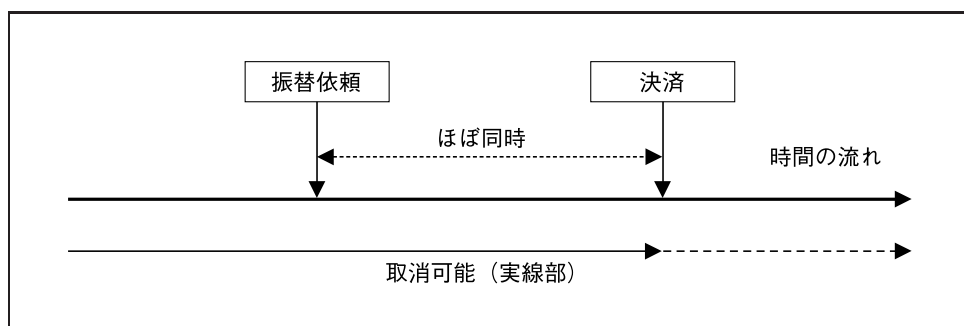 振替依頼
決済
ほぼ同時
時間の流れ
取消可能（実線部）